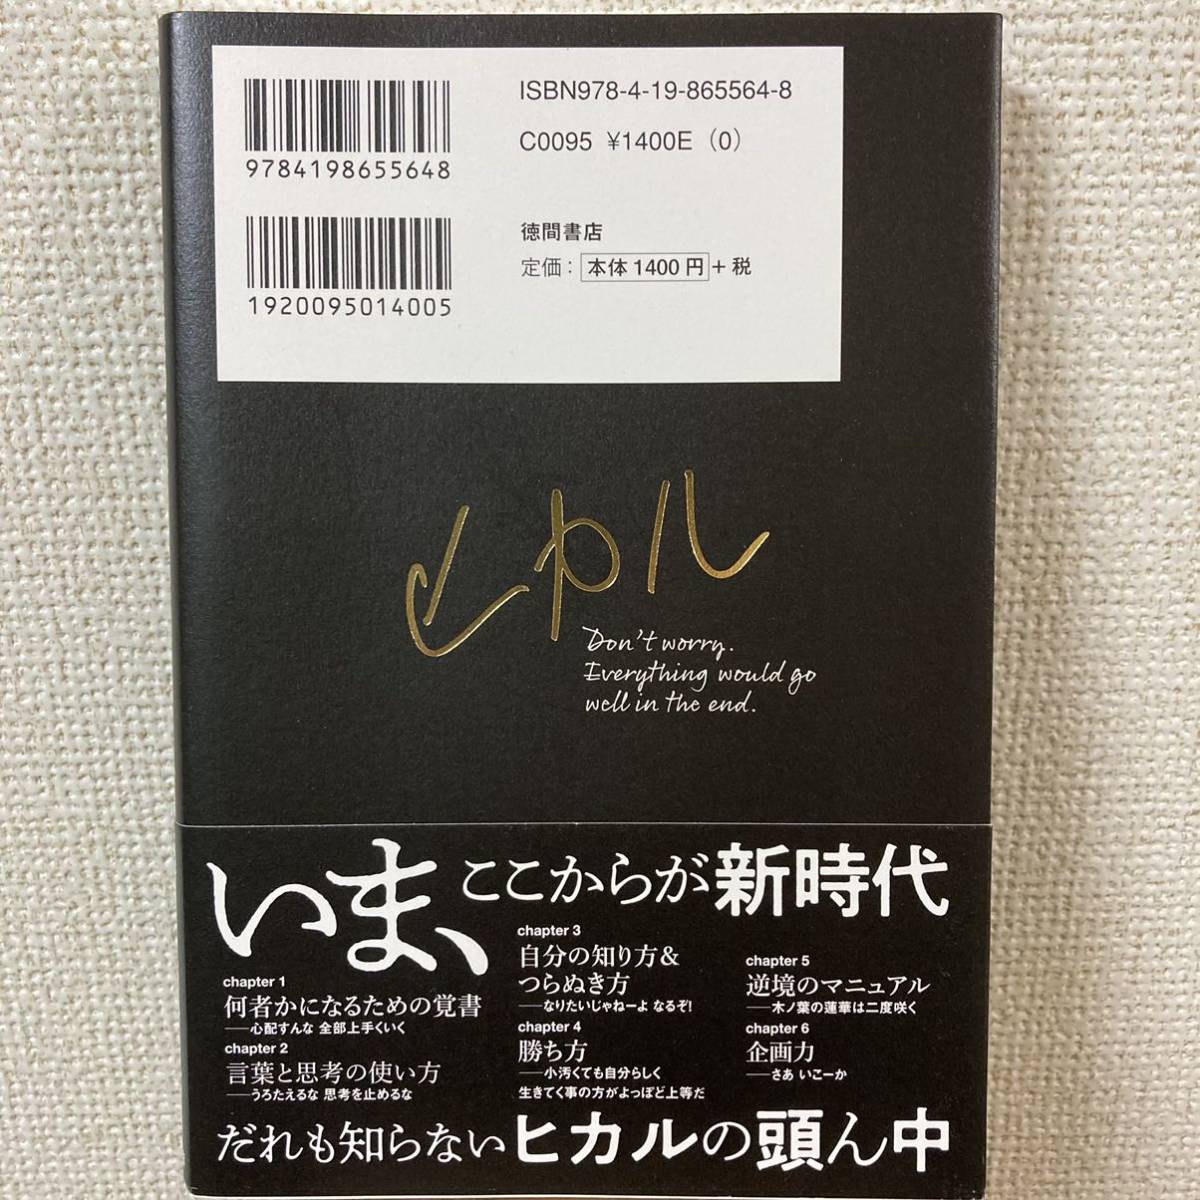 ISBN978-4-19-865564-8
C0095 ¥1400E (0)
9784198655648
徳間書店
定価：本体1400円＋税
1920095014005
ヒカル
Don't worry.
Everything would go
well in the end.
いま、ここからが新時代
chapter 1
何者かになるための覚書
──心配すんな 全部上手くいく
chapter 2
言葉と思考の使い方
──うろたえるな 思考を止めるな
chapter 3
自分の知り方＆
つらぬき方
──なりたいじゃねーよ なるぞ!
chapter 4
勝ち方
──小汚くても自分らしく
生きてく事の方がよっぽど上等だ
chapter 5
逆境のマニュアル
──木ノ葉の蓮華は二度咲く
chapter 6
企画力
──さあ いこーか
だれも知らないヒカルの頭ん中